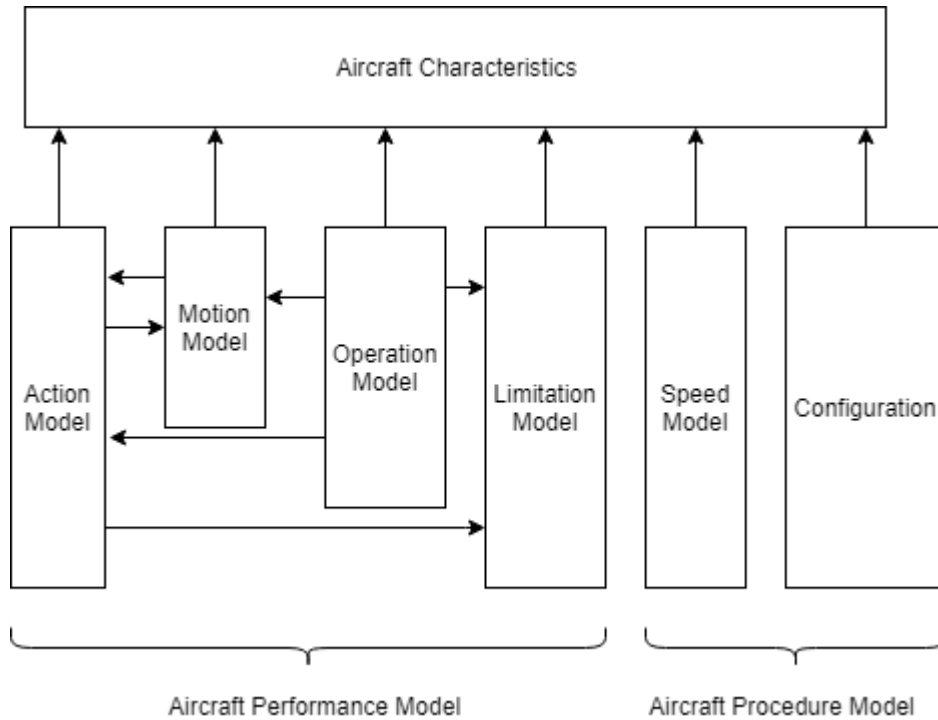 Aircraft Characteristics
Motion
Model
Operation
Model
Action
Model
Limitation
Model
Speed
Model
Configuration
Aircraft Performance Model
Aircraft Procedure Model